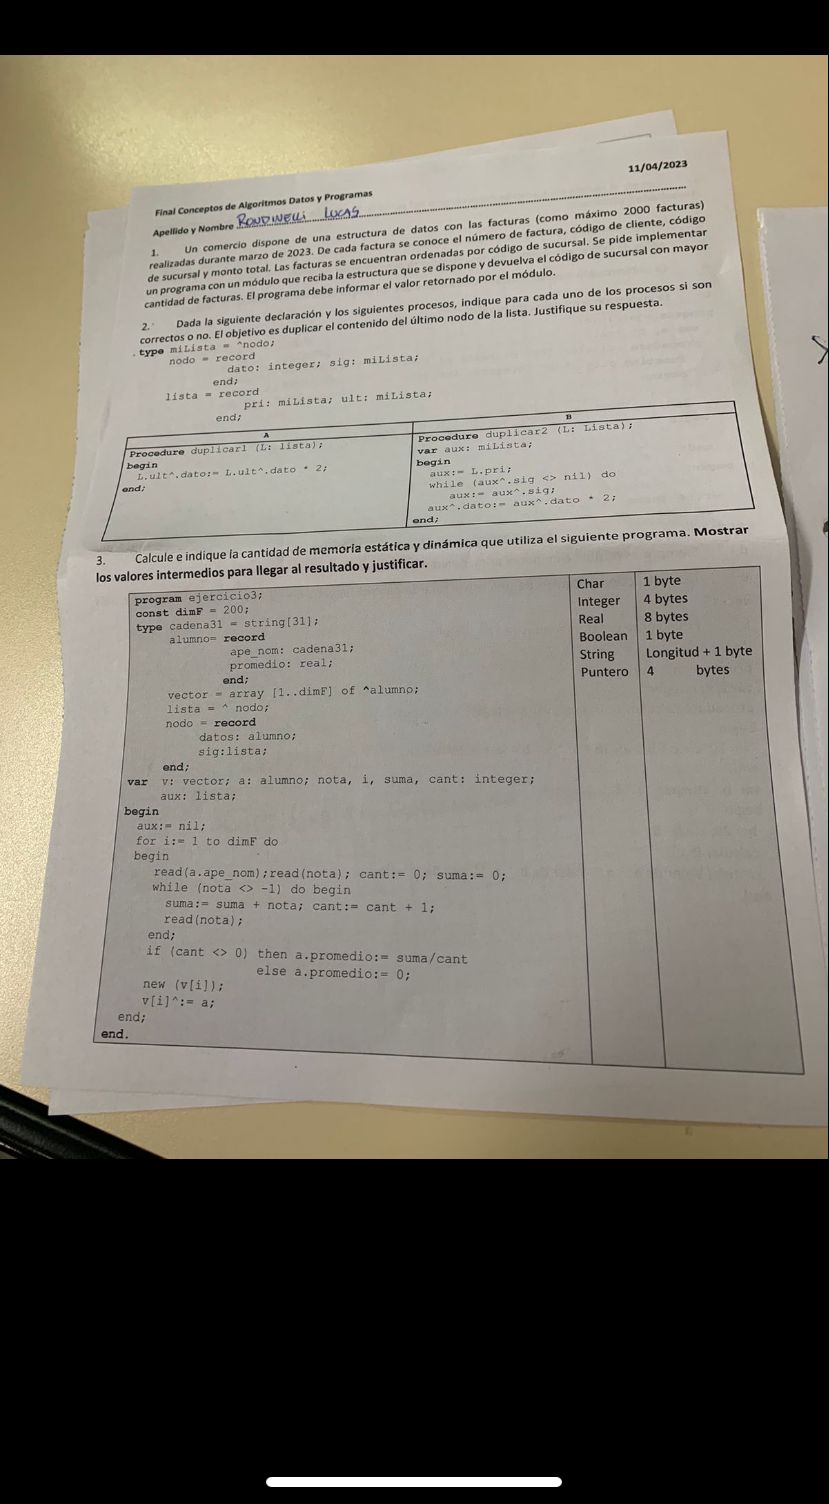 11/04/2023
Final Conceptos de Algoritmos Datos y Programas
Apellido y Nombre RONDINELLI LUCAS
1. Un comercio dispone de una estructura de datos con las facturas (como máximo 2000 facturas)
realizadas durante marzo de 2023. De cada factura se conoce el número de factura, código de cliente, código
de sucursal y monto total. Las facturas se encuentran ordenadas por código de sucursal. Se pide implementar
un programa con un módulo que reciba la estructura que se dispone y devuelva el código de sucursal con mayor
cantidad de facturas. El programa debe informar el valor retornado por el módulo.
2. Dada la siguiente declaración y los siguientes procesos, indique para cada uno de los procesos si son
correctos o no. El objetivo es duplicar el contenido del último nodo de la lista. Justifique su respuesta.
type miLista = ^nodo;
nodo = record
dato: integer; sig: miLista;
end;
lista = record
pri: miLista; ult: miLista;
end;
A
Procedure duplicar1 (L: lista);
begin
L.ult^.dato:= L.ult^.dato * 2;
end;
B
Procedure duplicar2 (L: Lista);
var aux: miLista;
begin
aux:= L.pri;
while (aux^.sig <> nil) do
aux:= aux^.sig;
aux^.dato:= aux^.dato * 2;
end;
3. Calcule e indique la cantidad de memoria estática y dinámica que utiliza el siguiente programa. Mostrar
los valores intermedios para llegar al resultado y justificar.
program ejercicio3;
const dimF = 200;
type cadena31 = string[31];
alumno= record
ape_nom: cadena31;
promedio: real;
end;
vector = array [1..dimF] of ^alumno;
lista = ^ nodo;
nodo = record
datos: alumno;
sig:lista;
end;
var v: vector; a: alumno; nota, i, suma, cant: integer;
aux: lista;
begin
aux:= nil;
for i:= 1 to dimF do
begin
read(a.ape_nom);read(nota); cant:= 0; suma:= 0;
while (nota <> -1) do begin
suma:= suma + nota; cant:= cant + 1;
read(nota);
end;
if (cant <> 0) then a.promedio:= suma/cant
else a.promedio:= 0;
new (v[i]);
v[i]^:= a;
end;
end.
Char 1 byte
Integer 4 bytes
Real 8 bytes
Boolean 1 byte
String Longitud + 1 byte
Puntero 4 bytes